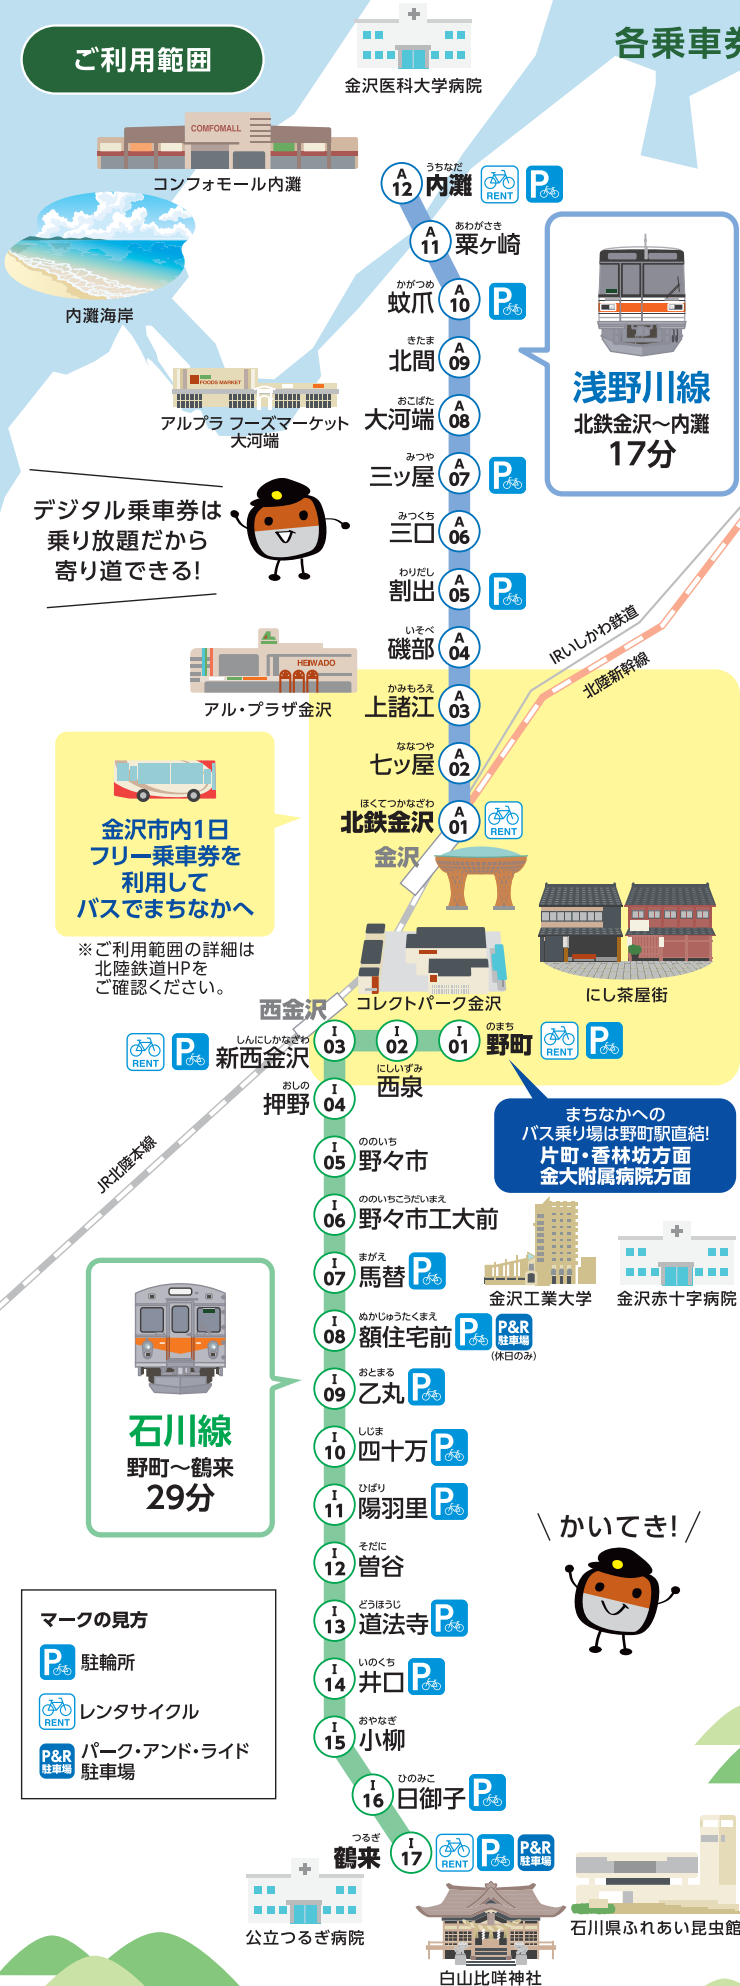 ご利用範囲
各乗車券
金沢医科大学病院
COMFOMALL
コンフォモール内灘
内灘海岸
FOODS MARKET
アルプラ フーズマーケット
大河端
デジタル乗車券は
乗り放題だから
寄り道できる!
HEIWADO
アル・プラザ金沢
うちなだ
A 12 内灘 RENT P
あわがさき
A 11 粟ヶ崎
かがつめ
蚊爪 A 10 P
きたま
北間 A 09
おこばた
大河端 A 08
みつや
三ッ屋 A 07 P
みつくち
三口 A 06
わりだし
割出 A 05 P
いそべ
磯部 A 04
かみもろえ
上諸江 A 03
ななつや
七ッ屋 A 02
ほくてつかなざわ
北鉄金沢 A 01 RENT
金沢
浅野川線
北鉄金沢〜内灘
17分
IRいしかわ鉄道
北陸新幹線
金沢市内1日
フリー乗車券を
利用して
バスでまちなかへ
※ご利用範囲の詳細は
北陸鉄道HPを
ご確認ください。
コレクトパーク金沢
にし茶屋街
西金沢
しんにしかなざわ
RENT P 新西金沢 I 03
I 02
にしいずみ
西泉
のまち
I 01 野町 RENT P
まちなかへの
バス乗り場は野町駅直結!
片町・香林坊方面
金大附属病院方面
JR北陸本線
おしの
押野 I 04
ののいち
I 05 野々市
ののいちこうだいまえ
I 06 野々市工大前
まがえ
I 07 馬替 P
金沢工業大学
金沢赤十字病院
ぬかじゅうたくまえ
I 08 額住宅前 P P&R 駐車場
(休日のみ)
おとまる
I 09 乙丸 P
しじま
I 10 四十万 P
ひばり
I 11 陽羽里 P
そだに
I 12 曽谷
どうほうじ
I 13 道法寺 P
いのくち
I 14 井口 P
おやなぎ
I 15 小柳
ひのみこ
I 16 日御子 P
つるぎ
鶴来 I 17 RENT P P&R 駐車場
石川線
野町〜鶴来
29分
かいてき!
マークの見方
P 駐輪所
RENT レンタサイクル
P&R 駐車場 パーク・アンド・ライド
駐車場
公立つるぎ病院
白山比咩神社
石川県ふれあい昆虫館